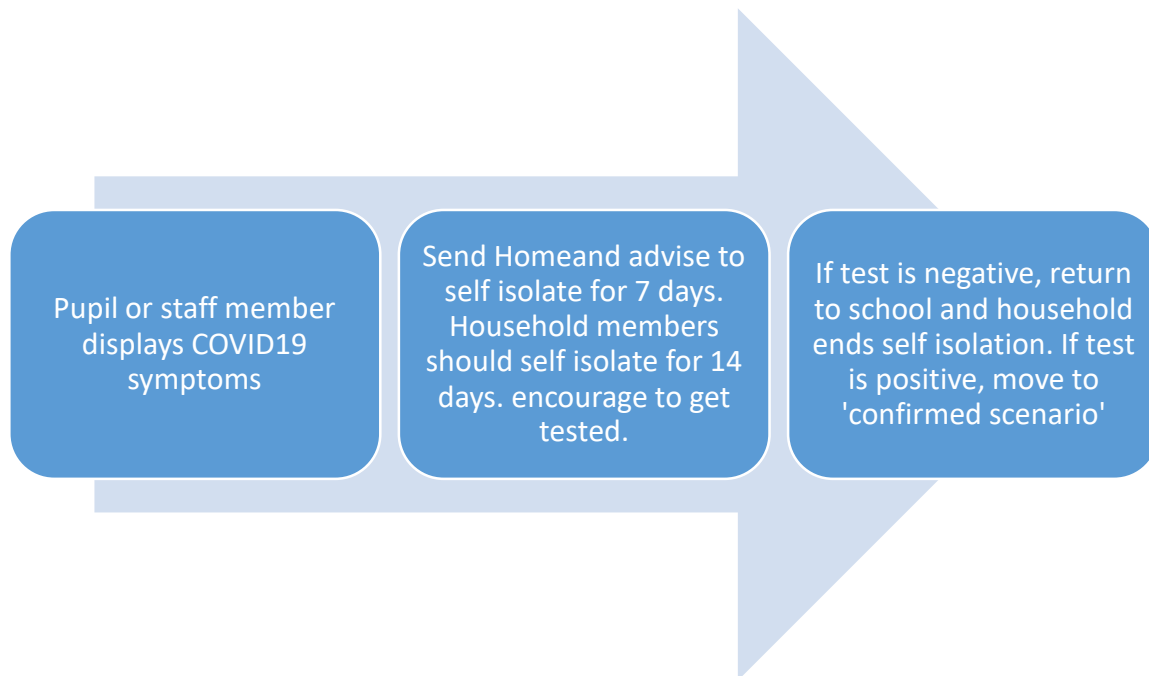 Pupil or staff member
displays COVID19
symptoms
Send Homeand advise to
self isolate for 7 days.
Household members
should self isolate for 14
days. encourage to get
tested.
If test is negative, return
to school and household
ends self isolation. If test
is positive, move to
'confirmed scenario'